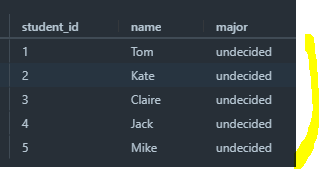 student_id name major
1 Tom undecided
2 Kate undecided
3 Claire undecided
4 Jack undecided
5 Mike undecided